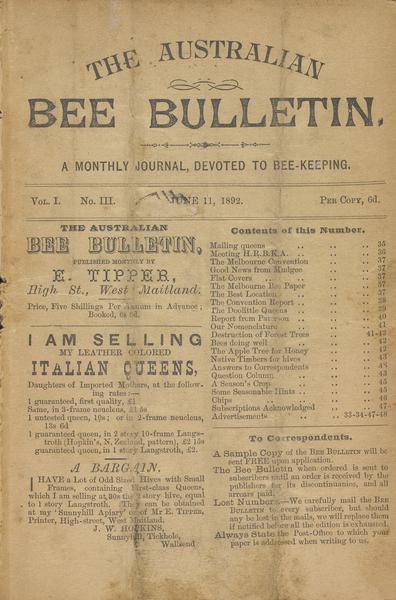 THE AUSTRALIAN
BEE BULLETIN.
A MONTHLY JOURNAL, DEVOTED TO BEE-KEEPING.
VOL. I. No. III. JUNE 11, 1892. PER COPY, 6d.
THE AUSTRALIAN
BEE BULLETIN,
PUBLISHED MONTHLY BY
E. TIPPER,
High St., West Maitland.
Price, Five Shillings Per Annum in Advance;
Booked, 6s 6d.
I AM SELLING
MY LEATHER COLORED
ITALIAN QUEENS,
Daughters of Imported Mothers, at the follow-
ing rates:—
1 guaranteed, first quality, £1
Same, in 3-frame neucleus, £1 5s
1 untested queen, 10s; or in 2-frame neucleus,
13s 6d
1 guaranteed queen, in 2 story 10-frame Langs-
troth (Hopkin's, N. Zealand, pattern), £2 15s
guaranteed queen, in 1 story Langstroth, £2.
A BARGAIN.
I HAVE a Lot of Odd Sized Hives with Small
Frames, containing first-class Queens,
which I am selling at 20s the 2 story hive, equal
to 1 story Langstroth. They can be obtained
at my 'Sunnyhill Apiary' or of Mr E. TIPPER,
Printer, High-street, West Maitland.
J. W. HOPKINS,
Sunnyhill, Tickhole,
Wallsend
Contents of this Number.
Mailing queens .. .. .. 35
Meeting H.R.B.K.A. .. .. 36
The Melbourne Convention .. .. 37
Good News from Mudgee .. .. 37
Flat Covers .. .. .. 37
The Melbourne Bee Paper .. .. 37
The Best Location .. .. 37
The Convention Report .. .. 38
The Doolittle Queens .. .. 39
Report from Paterson .. .. 40
Our Nomenclature .. .. 41
Destruction of Forest Trees .. 41-43
Bees doing well .. .. 42
The Apple Tree for Honey .. .. 42
Native Timbers for hives .. .. 43
Answers to Correspondents .. .. 48
Question Column .. .. 43
A Season's Crop .. .. 45
Some Seasonable Hints .. .. 45
Chips .. .. 46
Subscriptions Acknowledged .. .. 47
Advertisements .. .. 33-34-47-48
To Correspondents.
A Sample Copy of the BEE BULLETIN will be
sent FREE upon application.
The Bee Bulletin when ordered is sent to
subscribers until an order is received by the
publishers for its discontinuance, and all
arrears paid.
Lost Numbers.—We carefully mail the BEE
BULLETIN to every subscriber, but should
any be lost in the mails, we will replace them
if notified before all the edition is exhausted.
Always State the Post-Office to which your
paper is addressed when writing to us.